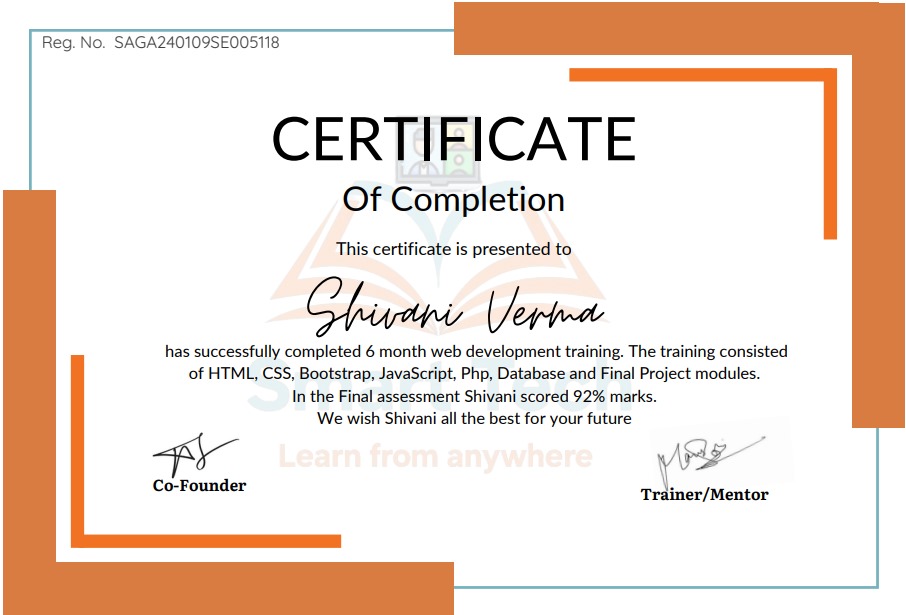 Reg. No. SAGA240109SE005118
CERTIFICATE
Of Completion
This certificate is presented to
Shivani Verma
has successfully completed 6 month web development training. The training consisted
of HTML, CSS, Bootstrap, JavaScript, Php, Database and Final Project modules.
Smart Tech
In the Final assessment Shivani scored 92% marks.
We wish Shivani all the best for your future
Learn from anywhere
Co-Founder
Trainer/Mentor